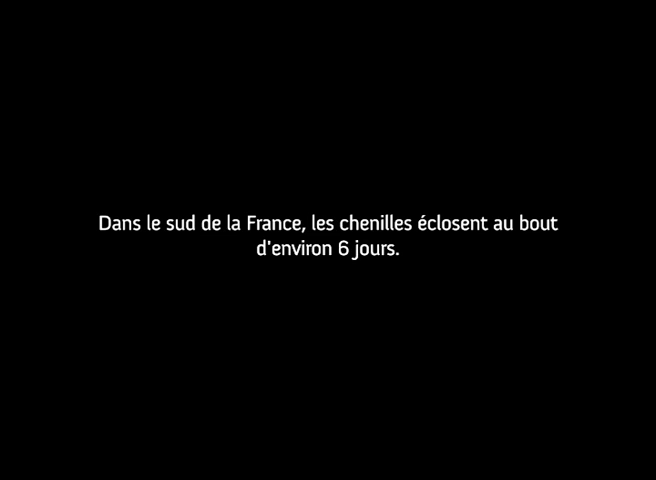 Dans le sud de la France, les chenilles éclosent au bout
d'environ 6 jours.